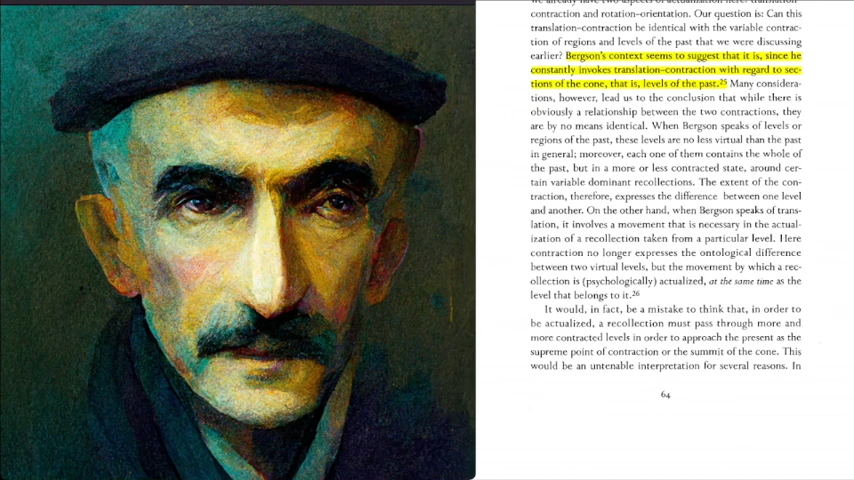 we already have two aspects of actualization here: translation–
contraction and rotation–orientation. Our question is: Can this
translation–contraction be identical with the variable contrac-
tion of regions and levels of the past that we were discussing
earlier? Bergson's context seems to suggest that it is, since he
constantly invokes translation–contraction with regard to sec-
tions of the cone, that is, levels of the past.25 Many considera-
tions, however, lead us to the conclusion that while there is
obviously a relationship between the two contractions, they
are by no means identical. When Bergson speaks of levels or
regions of the past, these levels are no less virtual than the past
in general; moreover, each one of them contains the whole of
the past, but in a more or less contracted state, around cer-
tain variable dominant recollections. The extent of the con-
traction, therefore, expresses the difference between one level
and another. On the other hand, when Bergson speaks of trans-
lation, it involves a movement that is necessary in the actual-
ization of a recollection taken from a particular level. Here
contraction no longer expresses the ontological difference
between two virtual levels, but the movement by which a rec-
ollection is (psychologically) actualized, at the same time as the
level that belongs to it.26
It would, in fact, be a mistake to think that, in order to
be actualized, a recollection must pass through more and
more contracted levels in order to approach the present as the
supreme point of contraction or the summit of the cone. This
would be an untenable interpretation for several reasons. In
64